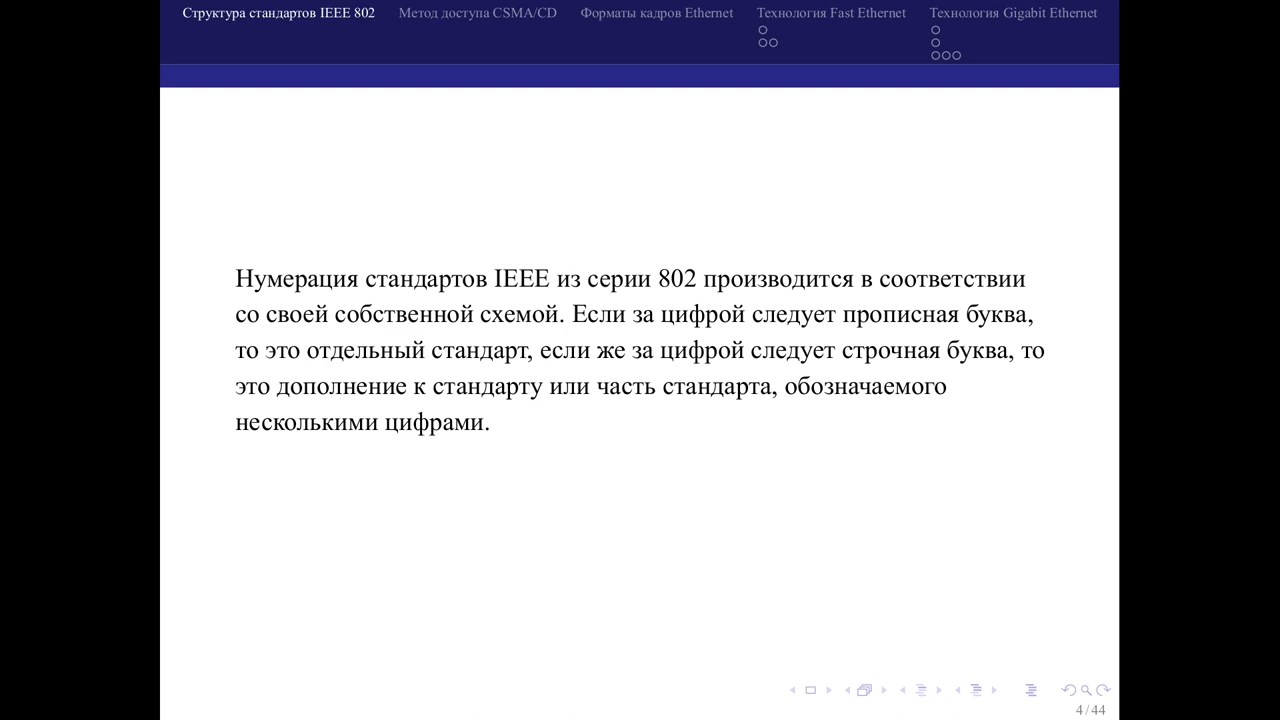 Структура стандартов IEEE 802 Метод доступа CSMA/CD Форматы кадров Ethernet Технология Fast Ethernet Технология Gigabit Ethernet
Нумерация стандартов IEEE из серии 802 производится в соответствии
со своей собственной схемой. Если за цифрой следует прописная буква,
то это отдельный стандарт, если же за цифрой следует строчная буква, то
это дополнение к стандарту или часть стандарта, обозначаемого
несколькими цифрами.
4/44